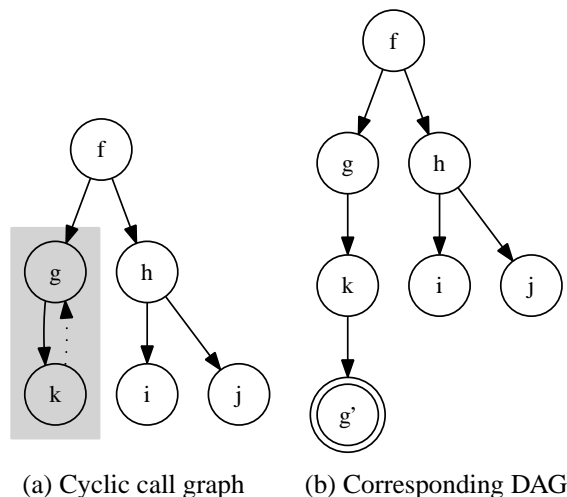 f
f
g
h
g
h
k
i
j
k
i
j
g'
(a) Cyclic call graph
(b) Corresponding DAG